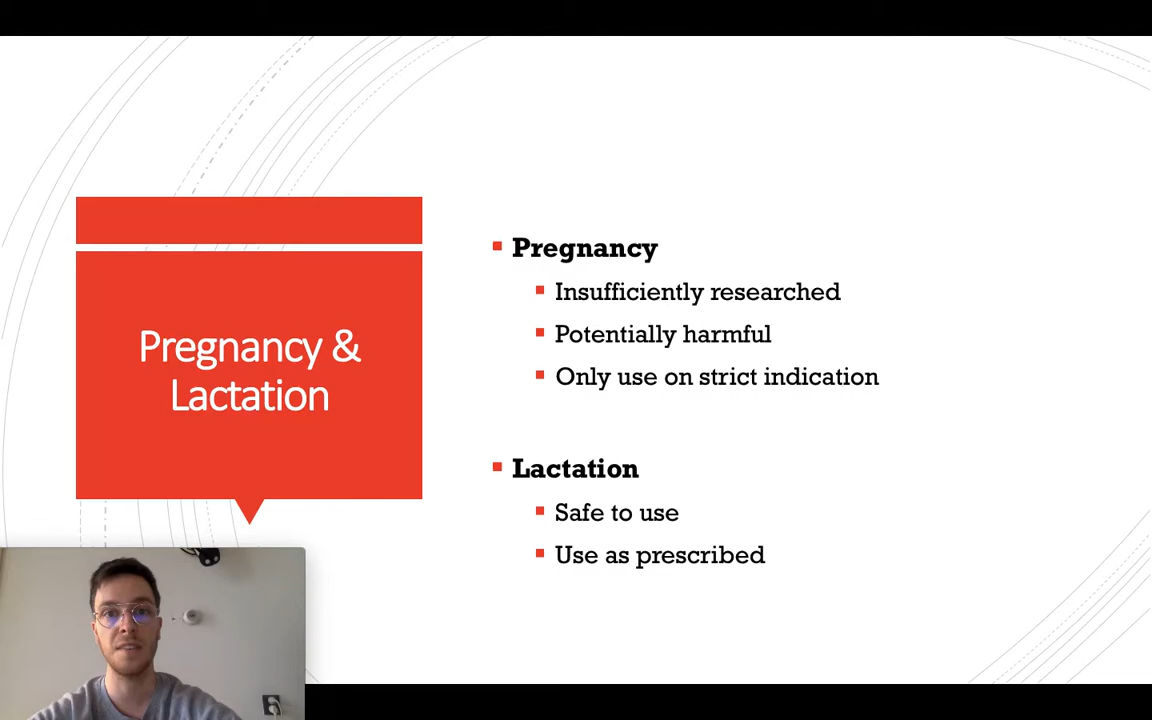 Pregnancy &
Lactation
Pregnancy
Insufficiently researched
Potentially harmful
Only use on strict indication
Lactation
Safe to use
Use as prescribed